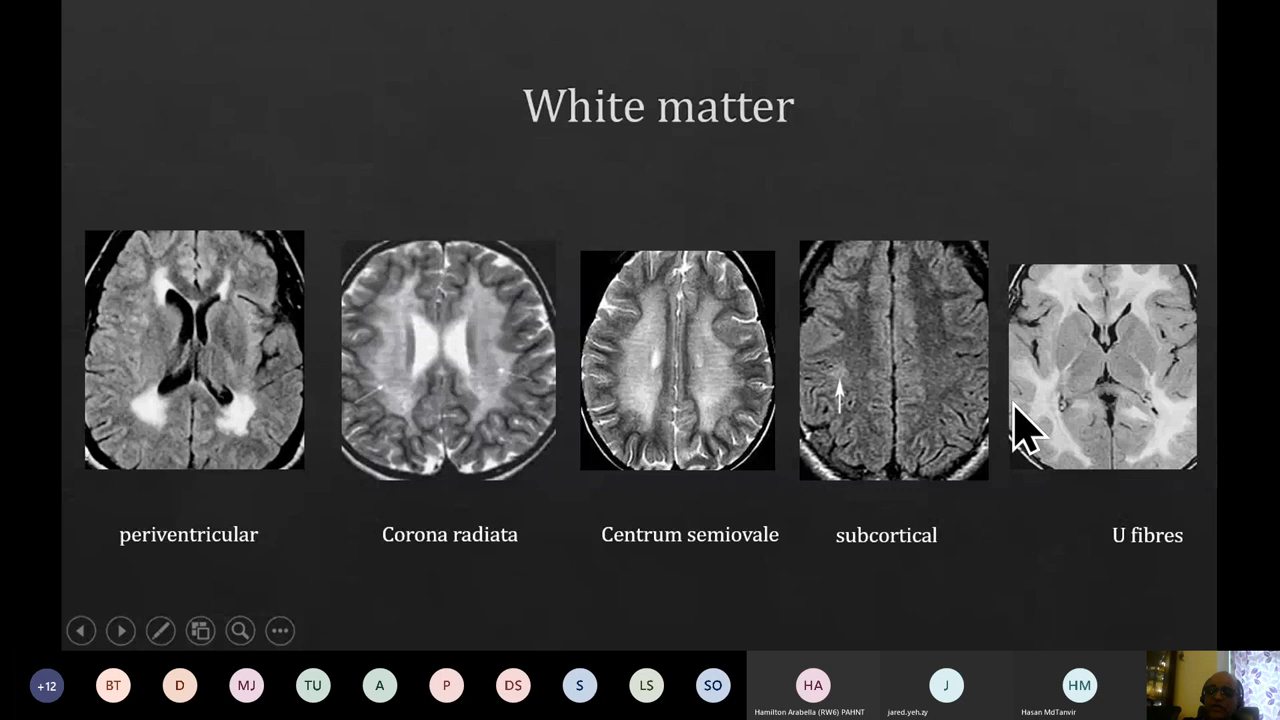 White matter
periventricular
Corona radiata
Centrum semiovale
subcortical
U fibres
+12
BT
D
MJ
TU
A
P
DS
S
LS
SO
HA
J
HM
Hamilton Arabella (RW6) PAHNT
jared.yeh.zy
Hasan MdTanvir